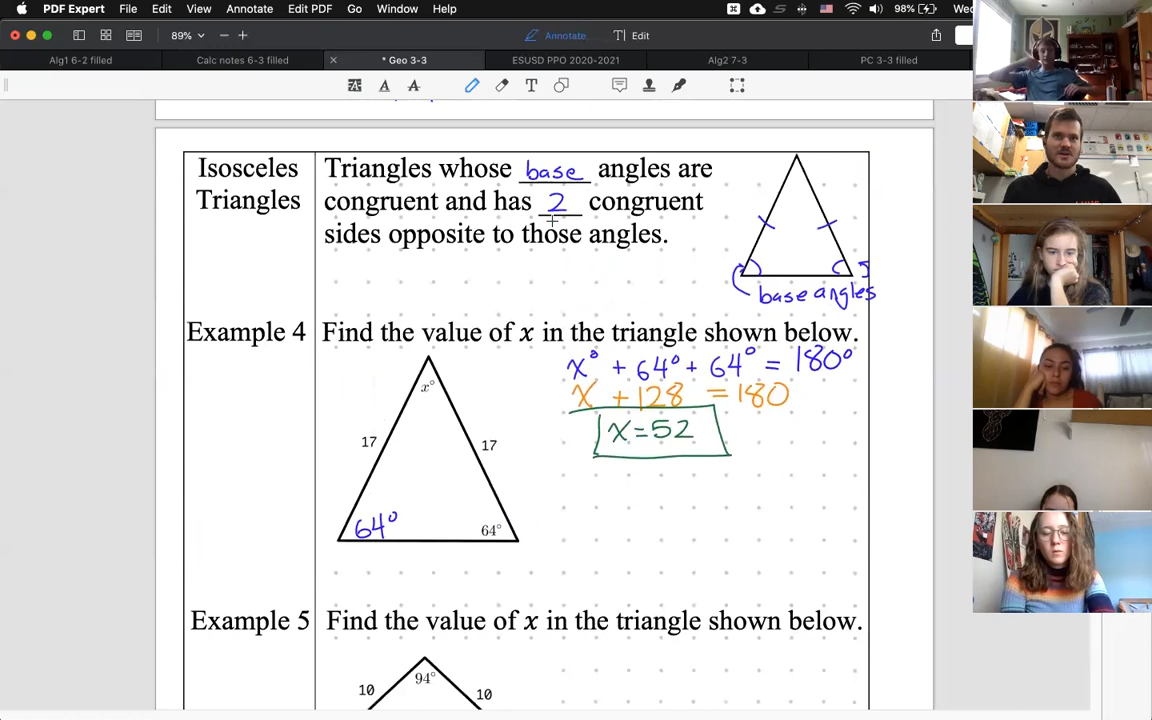 PDF Expert File Edit View Annotate Edit PDF Go Window Help 98% Wed
89% Annotate Edit
Alg1 6-2 filled Calc notes 6-3 filled * Geo 3-3 ESUSD PPO 2020-2021 Alg2 7-3 PC 3-3 filled
Isosceles Triangles
Triangles whose base angles are
congruent and has 2 congruent
sides opposite to those angles.
base angles
Example 4 Find the value of x in the triangle shown below.
x°
17
17
64°
64°
x° + 64° + 64° = 180°
x + 128 = 180
x = 52
Example 5 Find the value of x in the triangle shown below.
94°
10
10